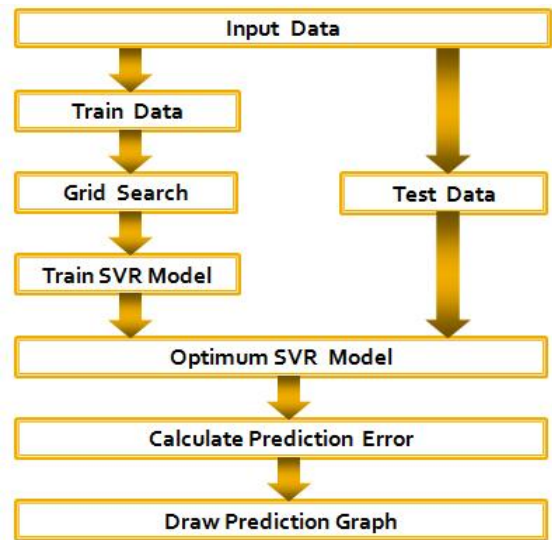 Input Data
Train Data
Grid Search
Test Data
Train SVR Model
Optimum SVR Model
Calculate Prediction Error
Draw Prediction Graph